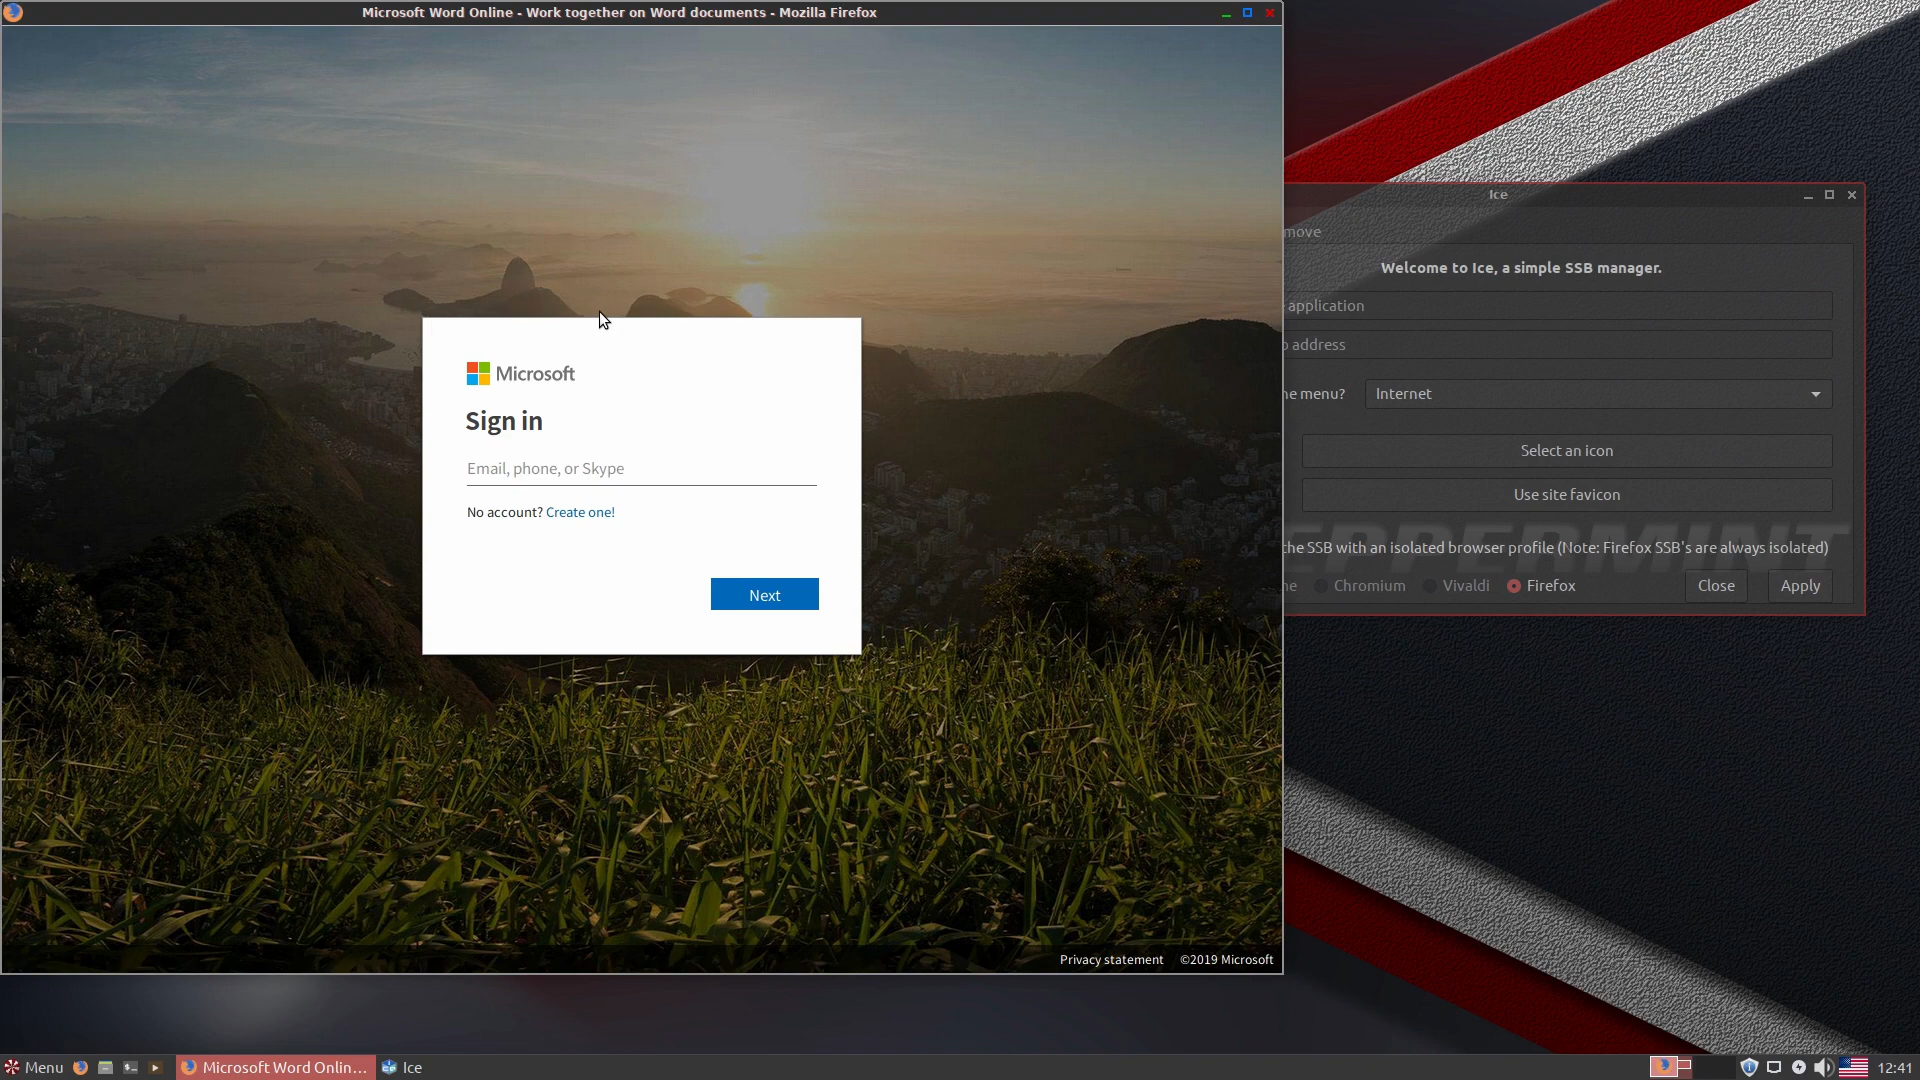 Microsoft Word Online - Work together on Word documents - Mozilla Firefox
Microsoft
Sign in
Email, phone, or Skype
No account? Create one!
Next
Privacy statement ©2019 Microsoft
Ice
move
Welcome to Ice, a simple SSB manager.
application
address
menu? Internet
Select an icon
Use site favicon
the SSB with an isolated browser profile (Note: Firefox SSB's are always isolated)
Chromium Vivaldi Firefox Close Apply
Menu Microsoft Word Onlin... Ice 12:41